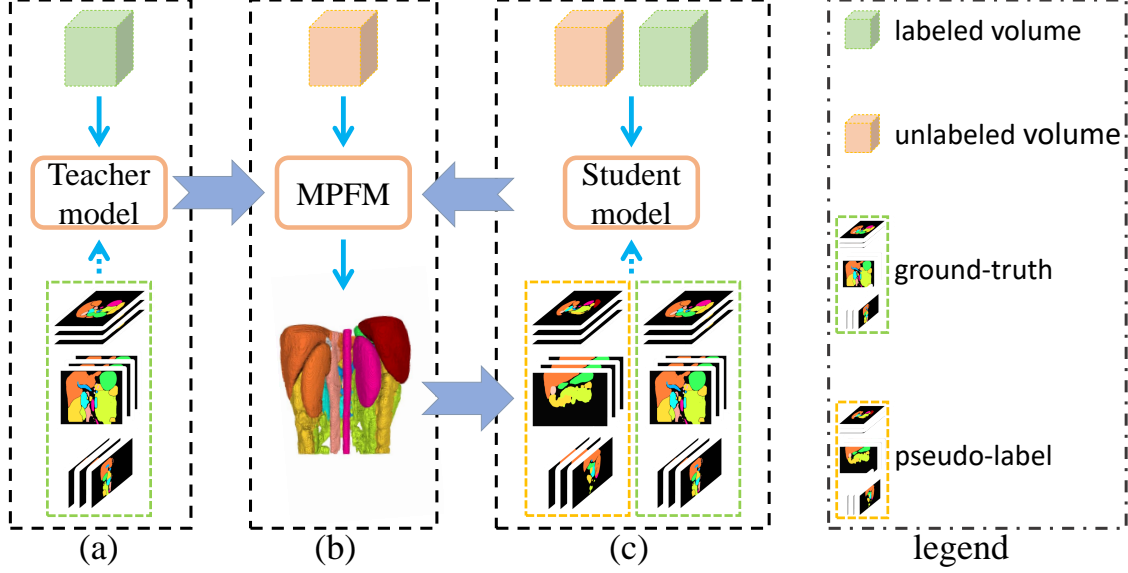 Teacher
model
(a)
MPFM
(b)
Student
model
(c)
labeled volume
unlabeled volume
ground-truth
pseudo-label
legend